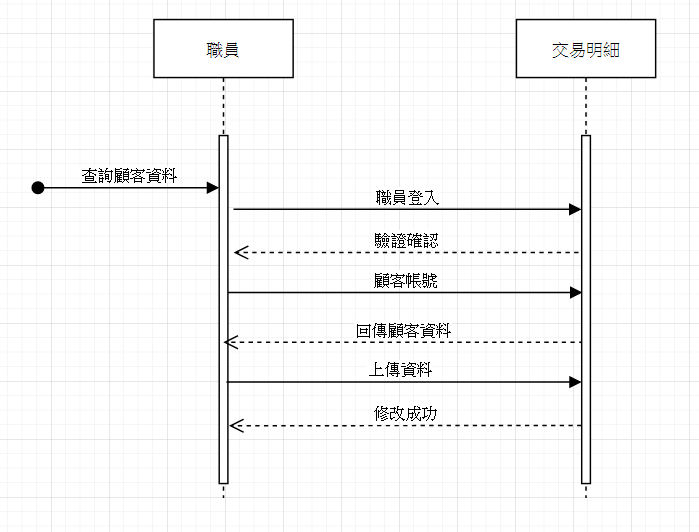 職員
交易明細
查詢顧客資料
職員登入
驗證確認
顧客帳號
回傳顧客資料
上傳資料
修改成功